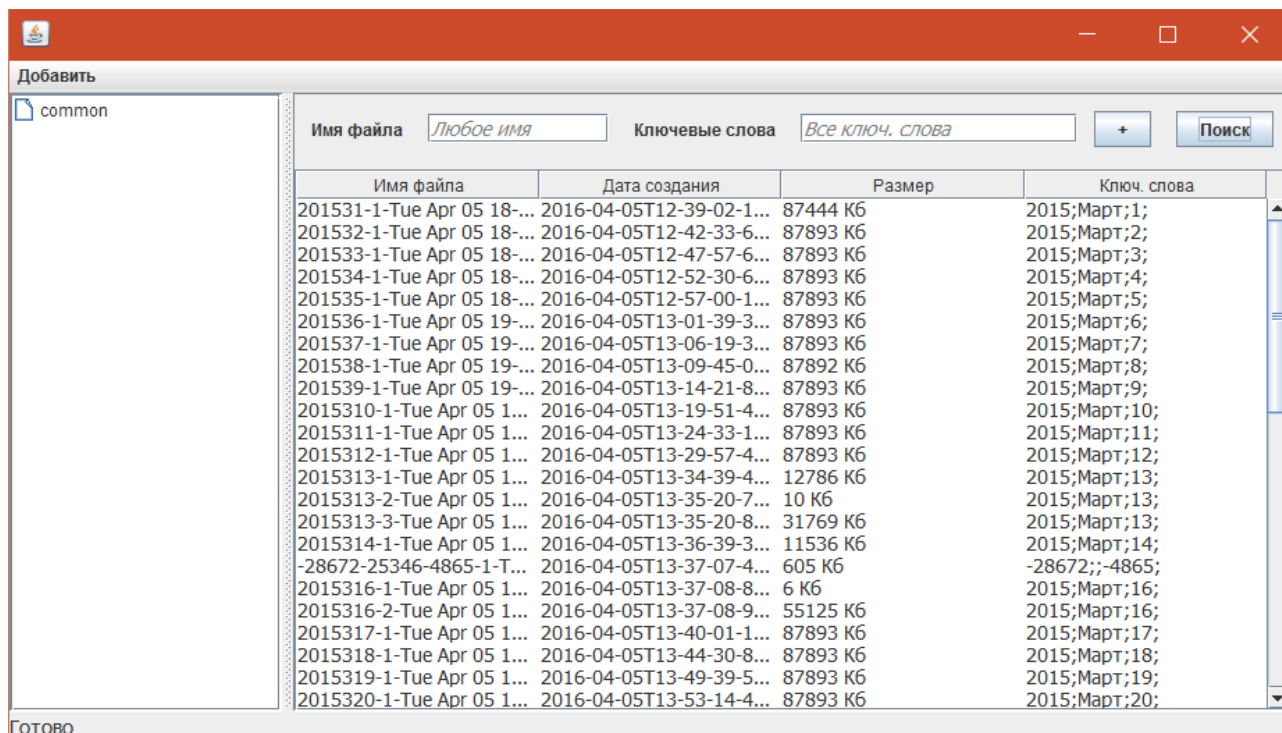 Добавить
common
Имя файла Любое имя Ключевые слова Все ключ. слова + Поиск
Имя файла Дата создания Размер Ключ. слова
201531-1-Tue Apr 05 18-... 2016-04-05T12-39-02-1... 87444 Кб 2015;Март;1;
201532-1-Tue Apr 05 18-... 2016-04-05T12-42-33-6... 87893 Кб 2015;Март;2;
201533-1-Tue Apr 05 18-... 2016-04-05T12-47-57-6... 87893 Кб 2015;Март;3;
201534-1-Tue Apr 05 18-... 2016-04-05T12-52-30-6... 87893 Кб 2015;Март;4;
201535-1-Tue Apr 05 18-... 2016-04-05T12-57-00-1... 87893 Кб 2015;Март;5;
201536-1-Tue Apr 05 19-... 2016-04-05T13-01-39-3... 87893 Кб 2015;Март;6;
201537-1-Tue Apr 05 19-... 2016-04-05T13-06-19-3... 87893 Кб 2015;Март;7;
201538-1-Tue Apr 05 19-... 2016-04-05T13-09-45-0... 87892 Кб 2015;Март;8;
201539-1-Tue Apr 05 19-... 2016-04-05T13-14-21-8... 87893 Кб 2015;Март;9;
2015310-1-Tue Apr 05 1... 2016-04-05T13-19-51-4... 87893 Кб 2015;Март;10;
2015311-1-Tue Apr 05 1... 2016-04-05T13-24-33-1... 87893 Кб 2015;Март;11;
2015312-1-Tue Apr 05 1... 2016-04-05T13-29-57-4... 87893 Кб 2015;Март;12;
2015313-1-Tue Apr 05 1... 2016-04-05T13-34-39-4... 12786 Кб 2015;Март;13;
2015313-2-Tue Apr 05 1... 2016-04-05T13-35-20-7... 10 Кб 2015;Март;13;
2015313-3-Tue Apr 05 1... 2016-04-05T13-35-20-8... 31769 Кб 2015;Март;13;
2015314-1-Tue Apr 05 1... 2016-04-05T13-36-39-3... 11536 Кб 2015;Март;14;
-28672-25346-4865-1-T... 2016-04-05T13-37-07-4... 605 Кб -28672;;-4865;
2015316-1-Tue Apr 05 1... 2016-04-05T13-37-08-8... 6 Кб 2015;Март;16;
2015316-2-Tue Apr 05 1... 2016-04-05T13-37-08-9... 55125 Кб 2015;Март;16;
2015317-1-Tue Apr 05 1... 2016-04-05T13-40-01-1... 87893 Кб 2015;Март;17;
2015318-1-Tue Apr 05 1... 2016-04-05T13-44-30-8... 87893 Кб 2015;Март;18;
2015319-1-Tue Apr 05 1... 2016-04-05T13-49-39-5... 87893 Кб 2015;Март;19;
2015320-1-Tue Apr 05 1... 2016-04-05T13-53-14-4... 87893 Кб 2015;Март;20;
Готово